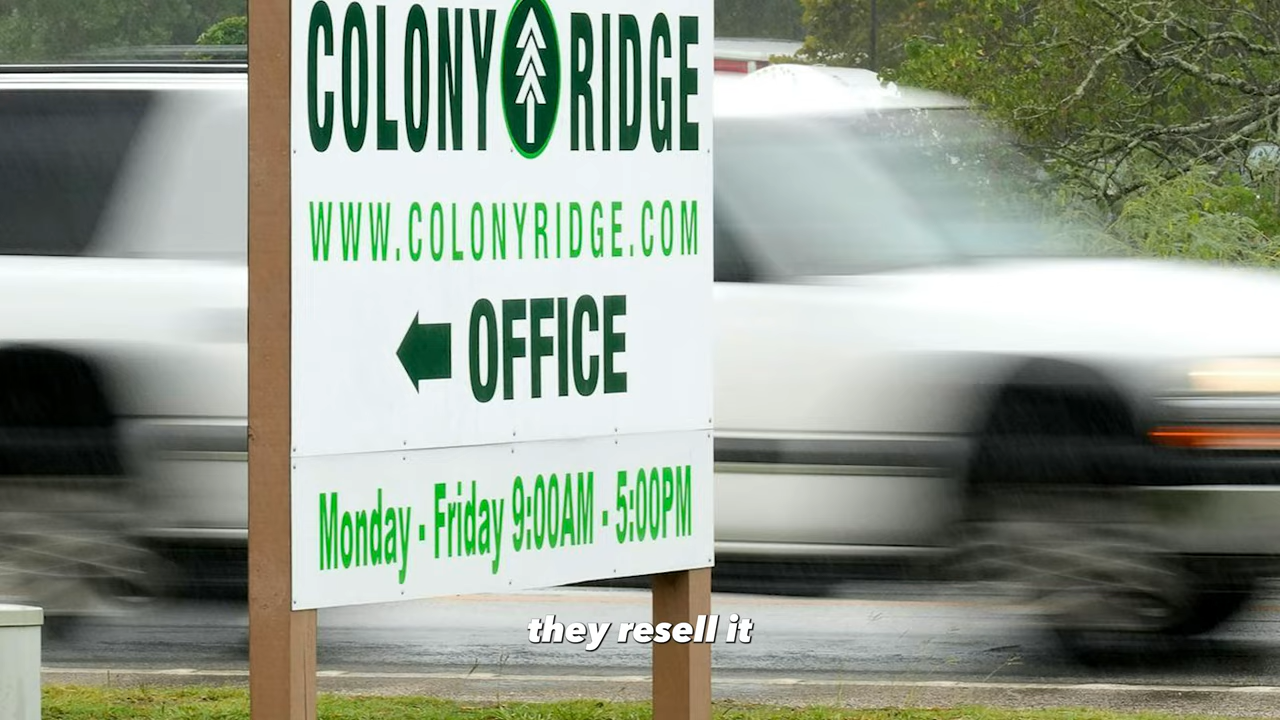 COLONY RIDGE
WWW.COLONYRIDGE.COM
OFFICE
Monday - Friday 9:00AM - 5:00PM
they resell it